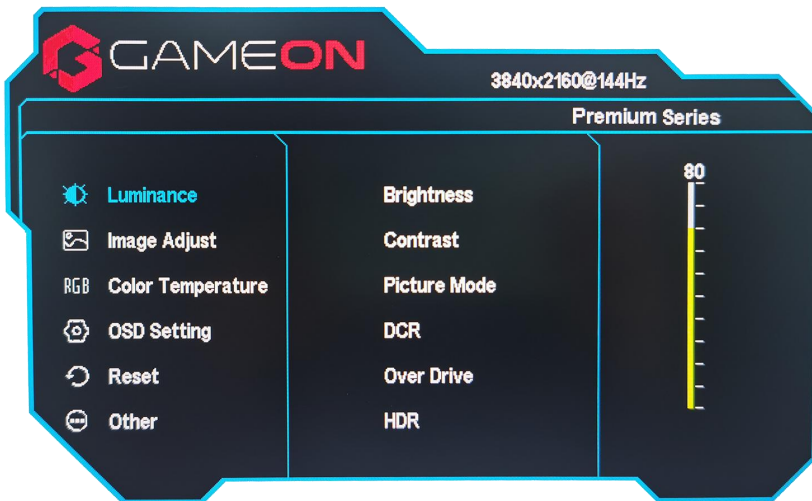 GAMEON
3840x2160@144Hz
Premium Series
80
Luminance
Brightness
Image Adjust
Contrast
RGB
Color Temperature
Picture Mode
OSD Setting
DCR
Reset
Over Drive
Other
HDR